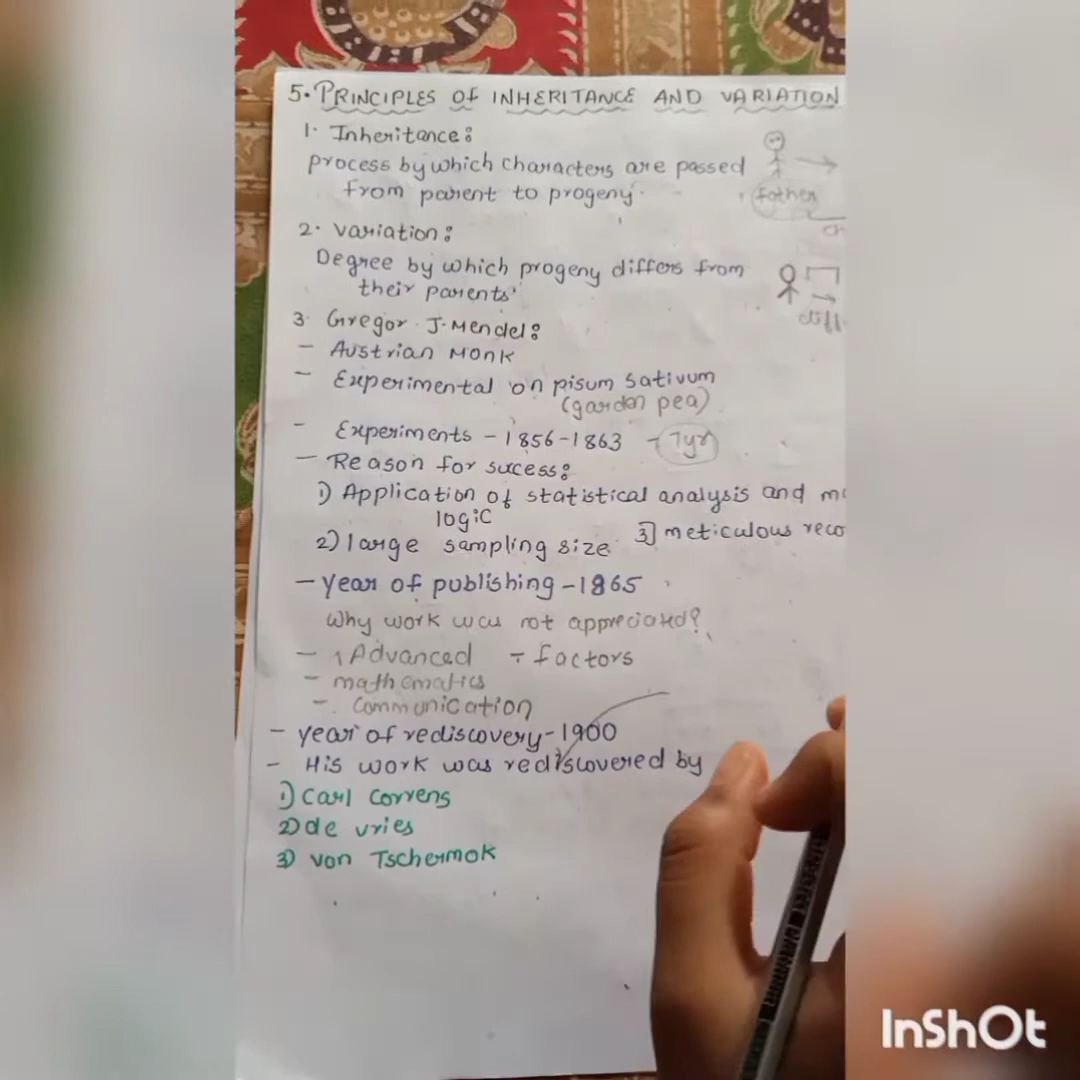 5. PRINCIPLES OF INHERITANCE AND VARIATION
1. Inheritance:
process by which characters are passed
from parent to progeny.
father
2. Variation:
Degree by which progeny differs from
their parents.
3. Gregor J. Mendel:
- Austrian Monk
- Experimental on pisum sativum
(garden pea)
- Experiments - 1856-1863 - 7yr
- Reason for sucess:
1) Application of statistical analysis and
logic
2) large sampling size 3] meticulous
- year of publishing - 1865
Why work was not appreciated?
- Advanced - factors
- mathematics
- Communication
- year of rediscovery - 1900
- His work was rediscovered by
1) Carl Correns
2) de vries
3) von Tschermok
InShOt